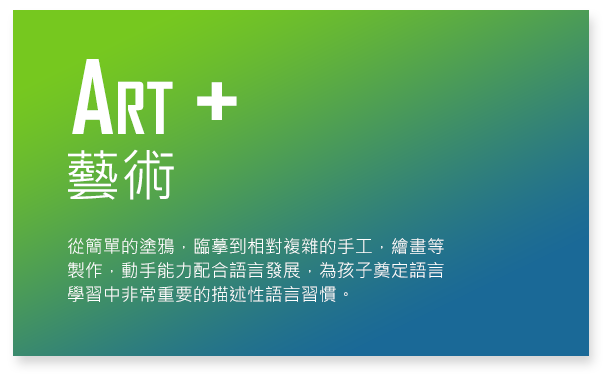 ART +
藝術
從簡單的塗鴉，臨摹到相對複雜的手工，繪畫等
製作，動手能力配合語言發展，為孩子奠定語言
學習中非常重要的描述性語言習慣。